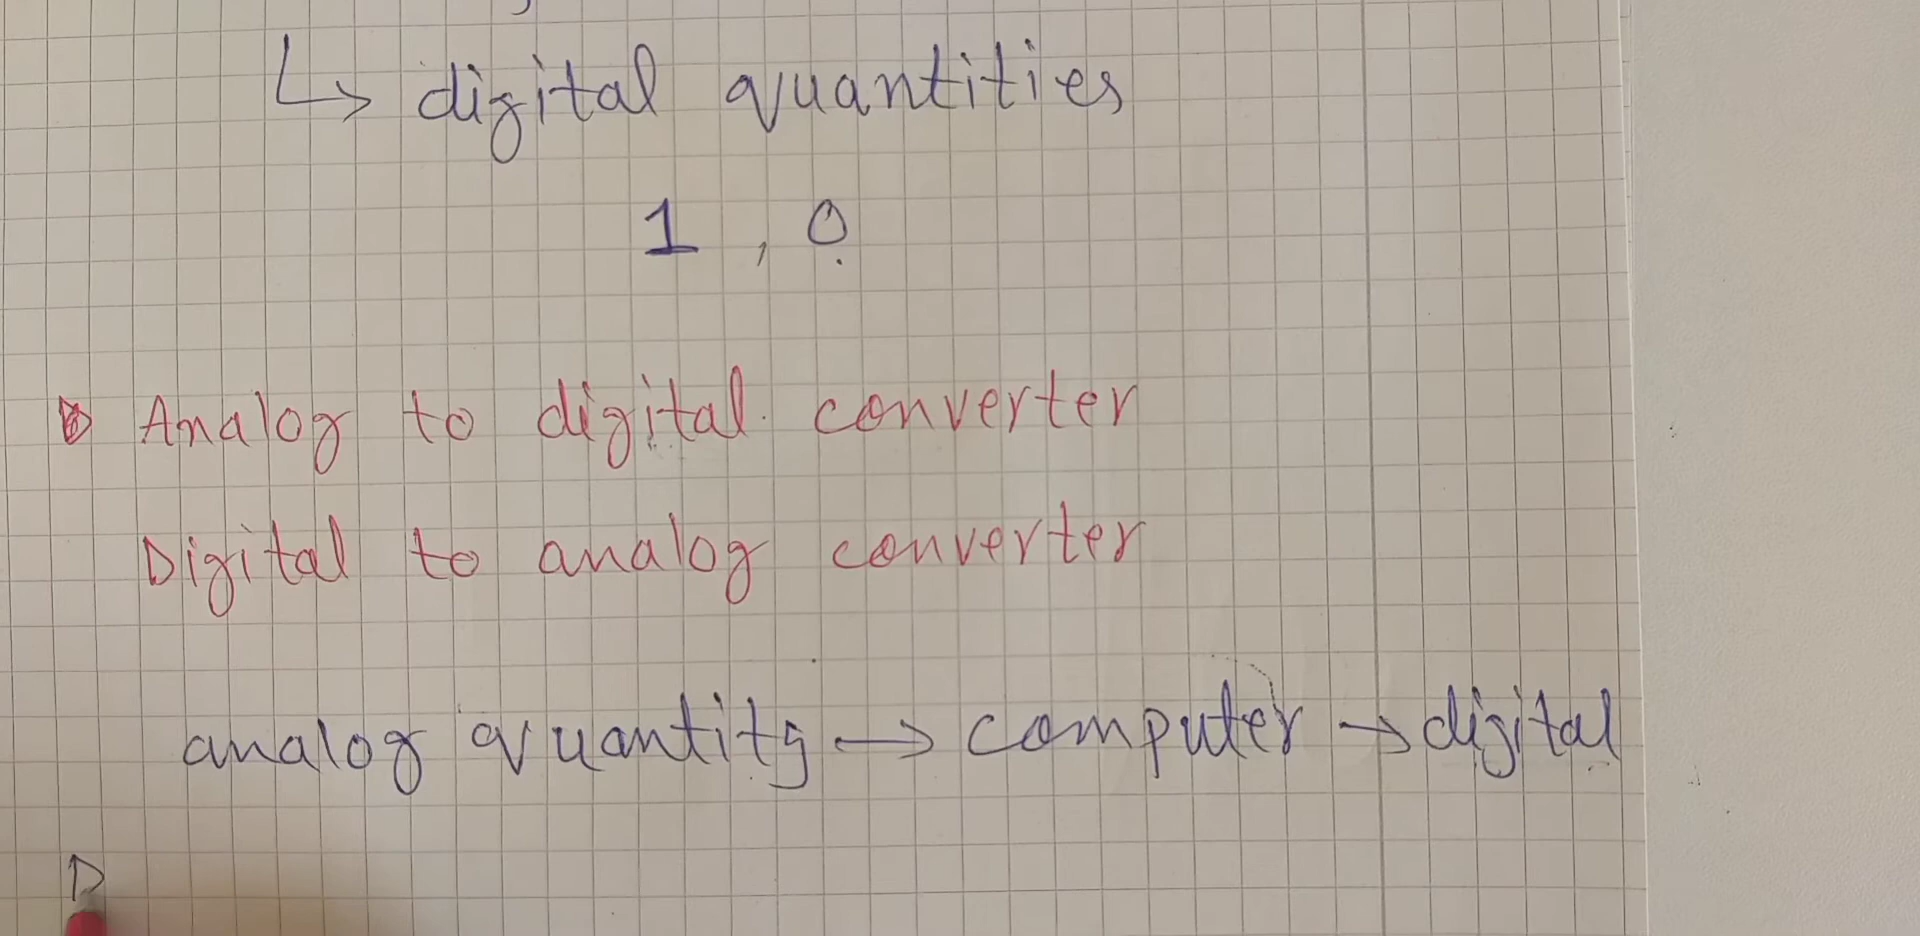 ↳ digital quantities
1 , 0
▷ Analog to digital converter
Digital to analog converter
analog quantity → computer → digital